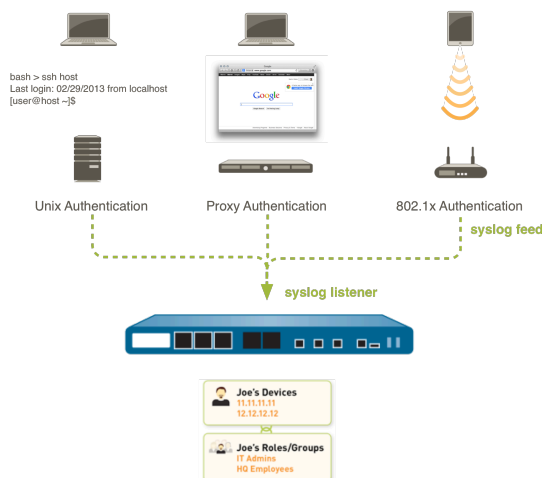 bash > ssh host
Last login: 02/29/2013 from localhost
[user@host ~]$
Google
Unix Authentication
Proxy Authentication
802.1x Authentication
syslog feed
syslog listener
Joe's Devices
11.11.11.11
12.12.12.12
Joe's Roles/Groups
IT Admins
HQ Employees